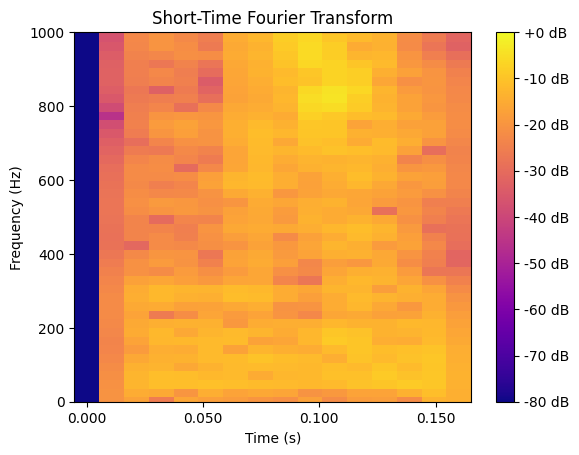 Short-Time Fourier Transform
1000
800
600
400
200
0
Frequency (Hz)
0.000
0.050
0.100
0.150
Time (s)
+0 dB
-10 dB
-20 dB
-30 dB
-40 dB
-50 dB
-60 dB
-70 dB
-80 dB